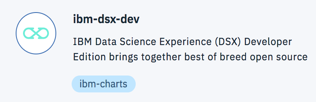 ibm-dsx-dev
IBM Data Science Experience (DSX) Developer
Edition brings together best of breed open source
ibm-charts